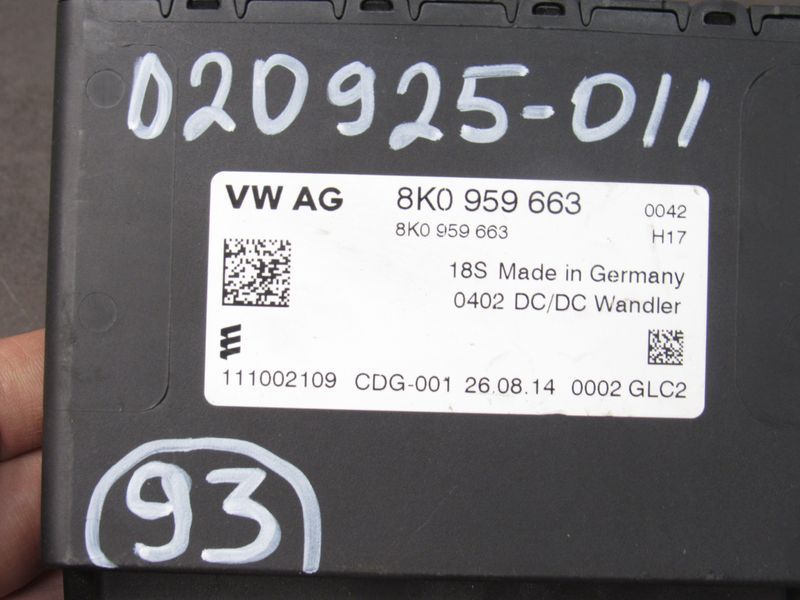 020925-011
VW AG 8K0 959 663 0042
8K0 959 663 H17
18S Made in Germany
0402 DC/DC Wandler
111002109 CDG-001 26.08.14 0002 GLC2
93